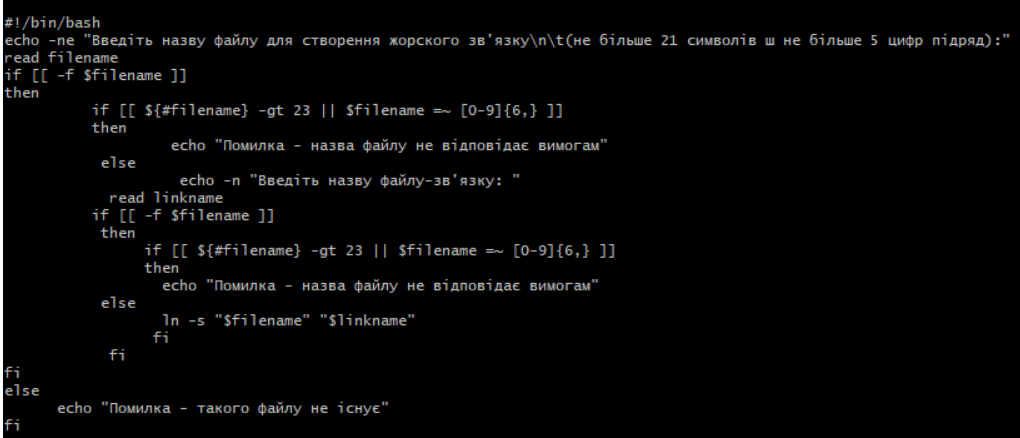 #!/bin/bash
echo -ne "Введіть назву файлу для створення жорского зв'язку\n\t(не більше 21 символів ш не більше 5 цифр підряд):"
read filename
if [[ -f $filename ]]
then
if [[ ${#filename} -gt 23 || $filename =~ [0-9]{6,} ]]
then
echo "Помилка - назва файлу не відповідає вимогам"
else
echo -n "Введіть назву файлу-зв'язку: "
read linkname
if [[ -f $filename ]]
then
if [[ ${#filename} -gt 23 || $filename =~ [0-9]{6,} ]]
then
echo "Помилка - назва файлу не відповідає вимогам"
else
ln -s "$filename" "$linkname"
fi
fi
fi
else
echo "Помилка - такого файлу не існує"
fi